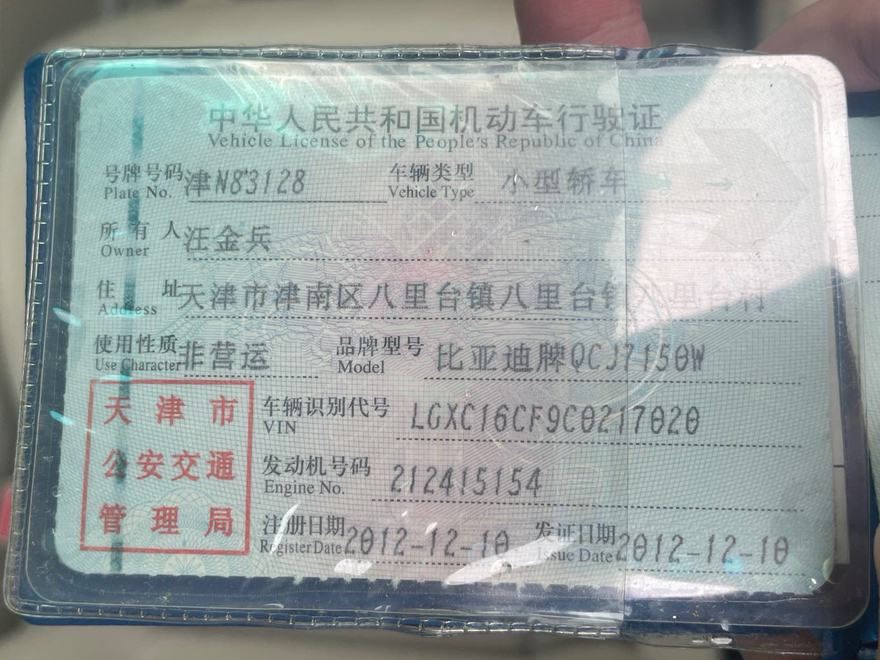 中华人民共和国机动车行驶证
Vehicle License of the People's Republic of China
号牌号码 津N83128 车辆类型 小型轿车
Plate No. Vehicle Type
所有人 汪金兵
Owner
住址 天津市津南区八里台镇八里台镇八里台村
Address
使用性质 非营运 品牌型号 比亚迪牌QCJ7150W
Use Character Model
天津市
公安交通
管理局
车辆识别代号 LGXC16CF9C0217020
VIN
发动机号码 212415154
Engine No.
注册日期 2012-12-10 发证日期 2012-12-10
Register Date Issue Date